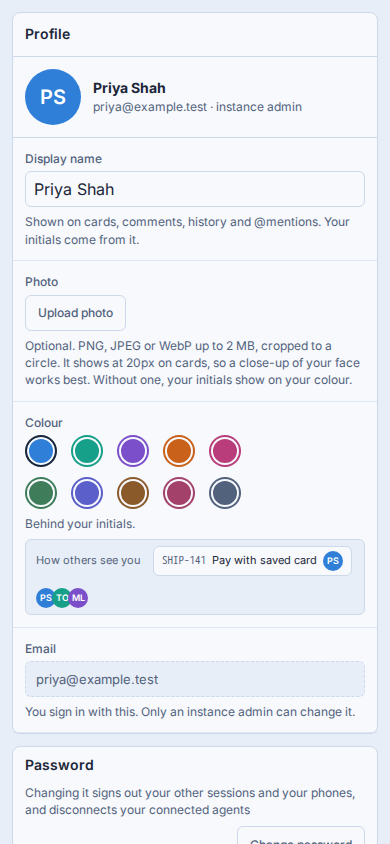 Profile
PS
Priya Shah
priya@example.test · instance admin
Display name
Priya Shah
Shown on cards, comments, history and @mentions. Your
initials come from it.
Photo
Upload photo
Optional. PNG, JPEG or WebP up to 2 MB, cropped to a
circle. It shows at 20px on cards, so a close-up of your face
works best. Without one, your initials show on your colour.
Colour
Behind your initials.
How others see you
SHIP-141 Pay with saved card PS
PS TO ML
Email
priya@example.test
You sign in with this. Only an instance admin can change it.
Password
Changing it signs out your other sessions and your phones,
and disconnects your connected agents
Change password